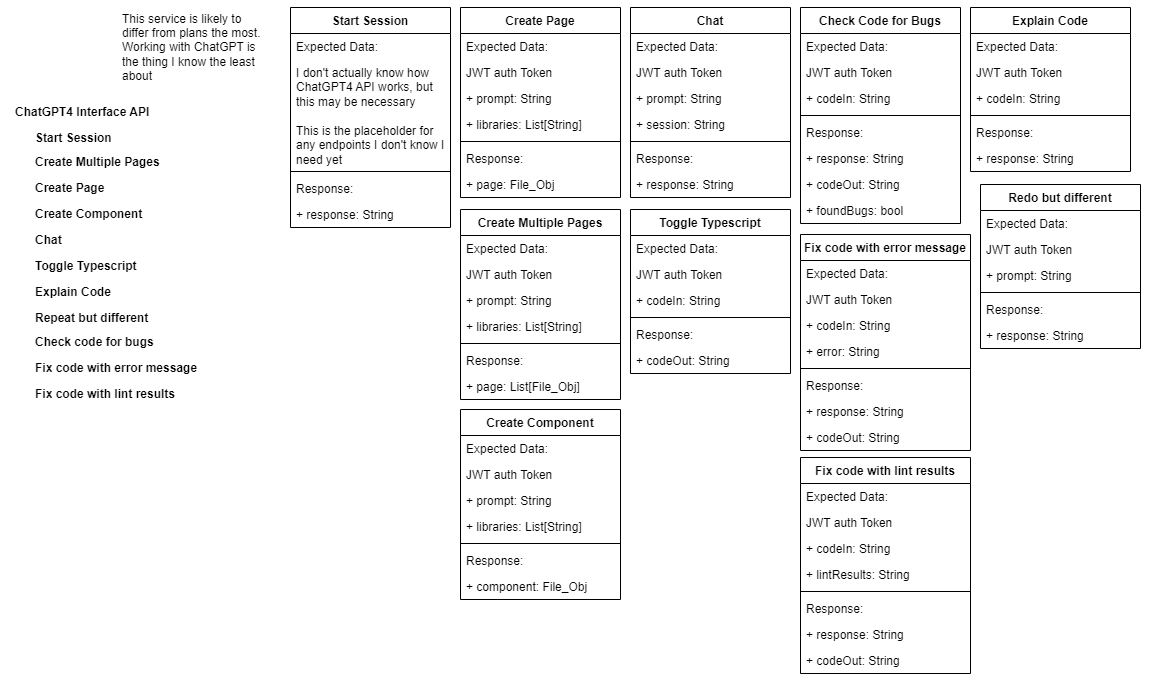 This service is likely to
differ from plans the most.
Working with ChatGPT is
the thing I know the least
about
ChatGPT4 Interface API
Start Session
Create Multiple Pages
Create Page
Create Component
Chat
Toggle Typescript
Explain Code
Repeat but different
Check code for bugs
Fix code with error message
Fix code with lint results
Start Session
Expected Data:
I don't actually know how
ChatGPT4 API works, but
this may be necessary
This is the placeholder for
any endpoints I don't know I
need yet
Response:
+ response: String
Create Page
Expected Data:
JWT auth Token
+ prompt: String
+ libraries: List[String]
Response:
+ page: File_Obj
Create Multiple Pages
Expected Data:
JWT auth Token
+ prompt: String
+ libraries: List[String]
Response:
+ page: List[File_Obj]
Create Component
Expected Data:
JWT auth Token
+ prompt: String
+ libraries: List[String]
Response:
+ component: File_Obj
Chat
Expected Data:
JWT auth Token
+ prompt: String
+ session: String
Response:
+ response: String
Toggle Typescript
Expected Data:
JWT auth Token
+ codeIn: String
Response:
+ codeOut: String
Check Code for Bugs
Expected Data:
JWT auth Token
+ codeIn: String
Response:
+ response: String
+ codeOut: String
+ foundBugs: bool
Fix code with error message
Expected Data:
JWT auth Token
+ codeIn: String
+ error: String
Response:
+ response: String
+ codeOut: String
Fix code with lint results
Expected Data:
JWT auth Token
+ codeIn: String
+ lintResults: String
Response:
+ response: String
+ codeOut: String
Explain Code
Expected Data:
JWT auth Token
+ codeIn: String
Response:
+ response: String
Redo but different
Expected Data:
JWT auth Token
+ prompt: String
Response:
+ response: String